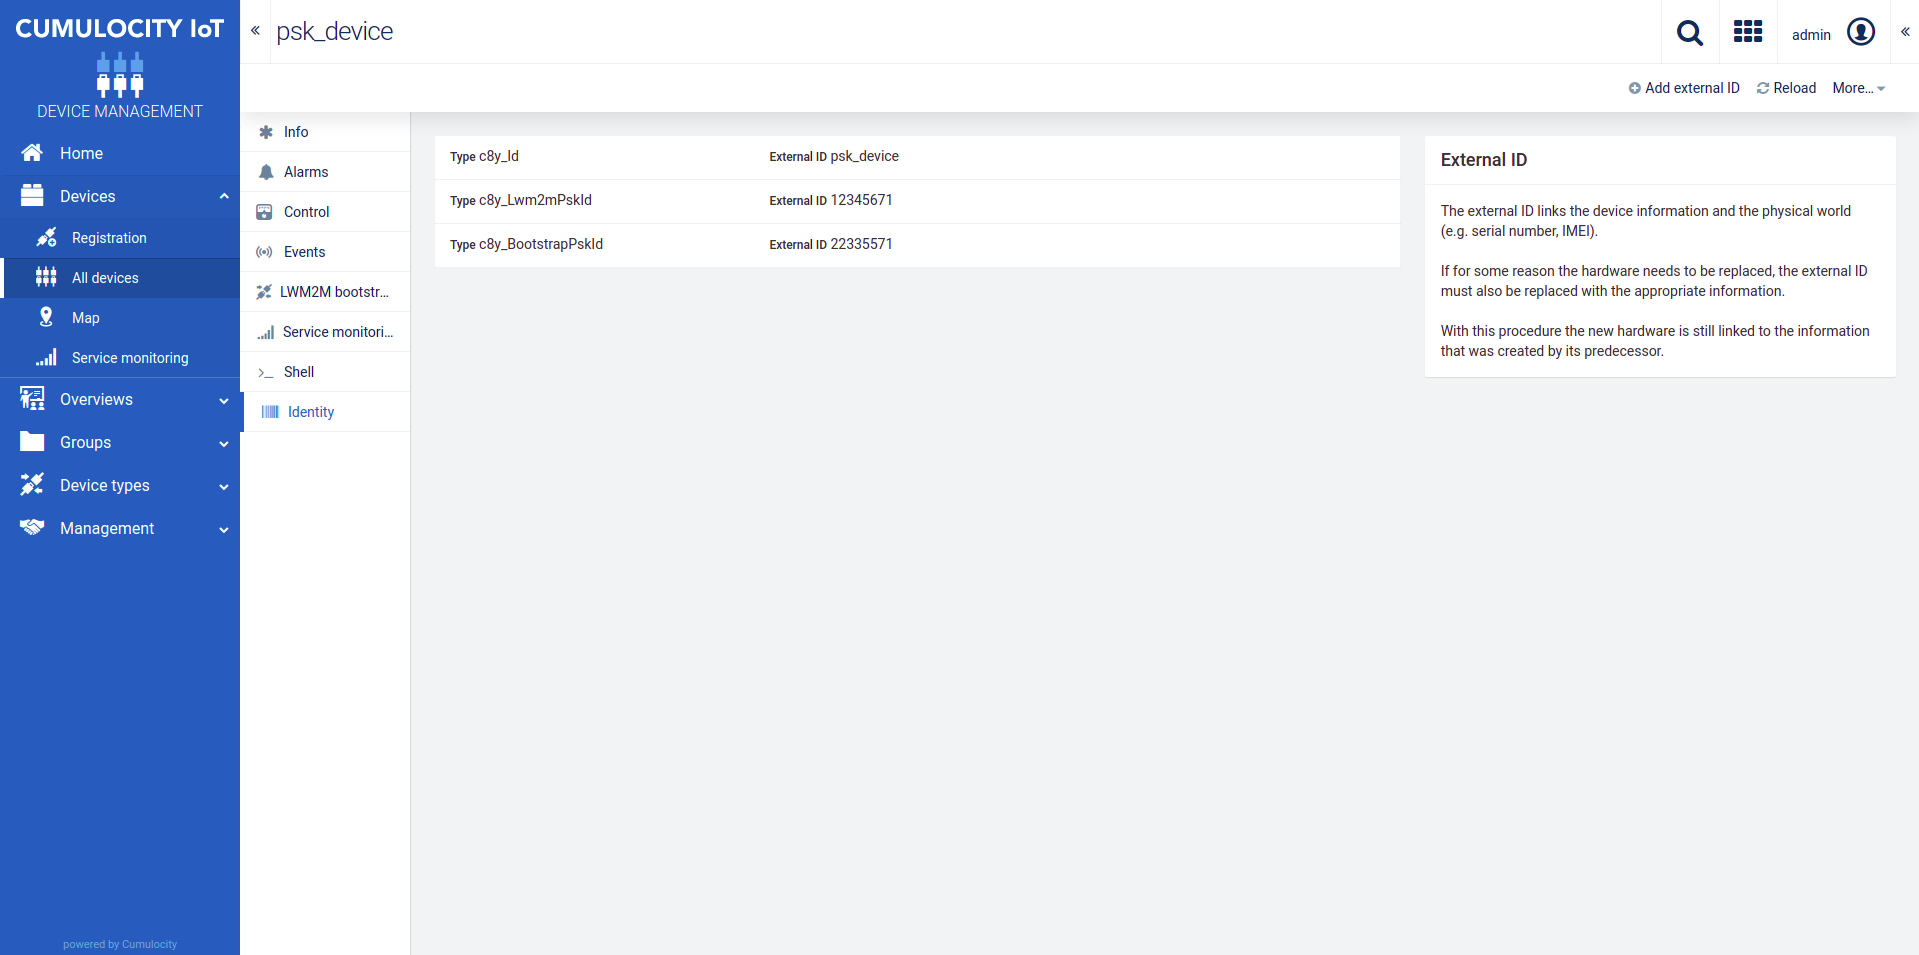 CUMULOCITY IoT
DEVICE MANAGEMENT
Home
Devices
Registration
All devices
Map
Service monitoring
Overviews
Groups
Device types
Management
powered by Cumulocity
psk_device
admin
Add external ID Reload More...
Info
Alarms
Control
Events
LWM2M bootstr...
Service monitori...
Shell
Identity
Type c8y_Id External ID psk_device
Type c8y_Lwm2mPskId External ID 12345671
Type c8y_BootstrapPskId External ID 22335571
External ID
The external ID links the device information and the physical world
(e.g. serial number, IMEI).
If for some reason the hardware needs to be replaced, the external ID
must also be replaced with the appropriate information.
With this procedure the new hardware is still linked to the information
that was created by its predecessor.